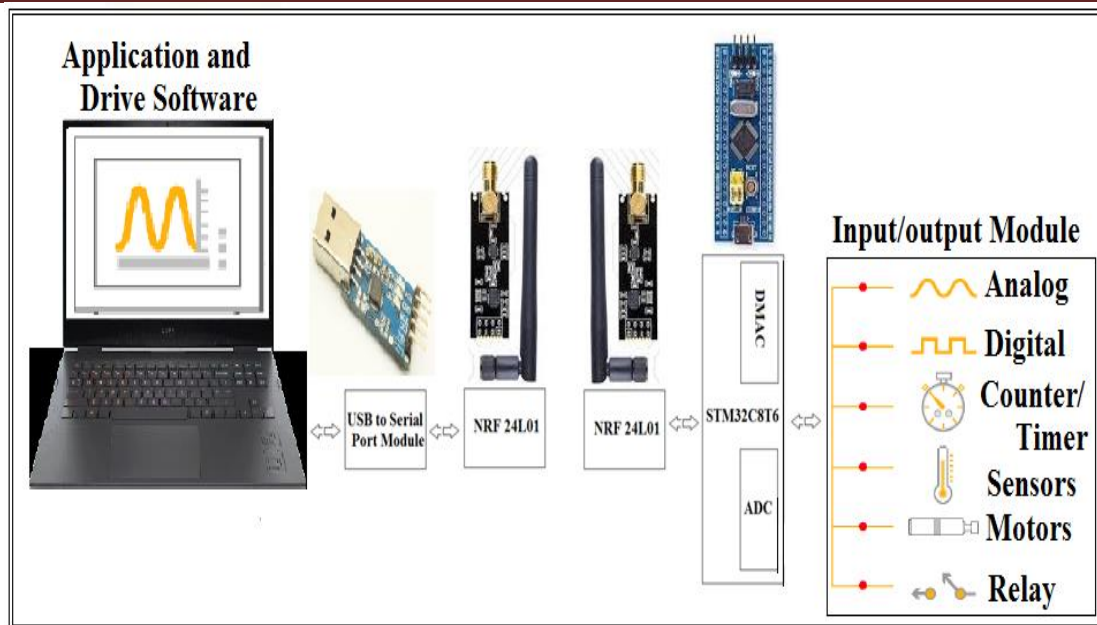 Application and
Drive Software
USB to Serial
Port Module
NRF 24L01
NRF 24L01
DMAC
STM32C8T6
ADC
Input/output Module
Analog
Digital
Counter/
Timer
Sensors
Motors
Relay